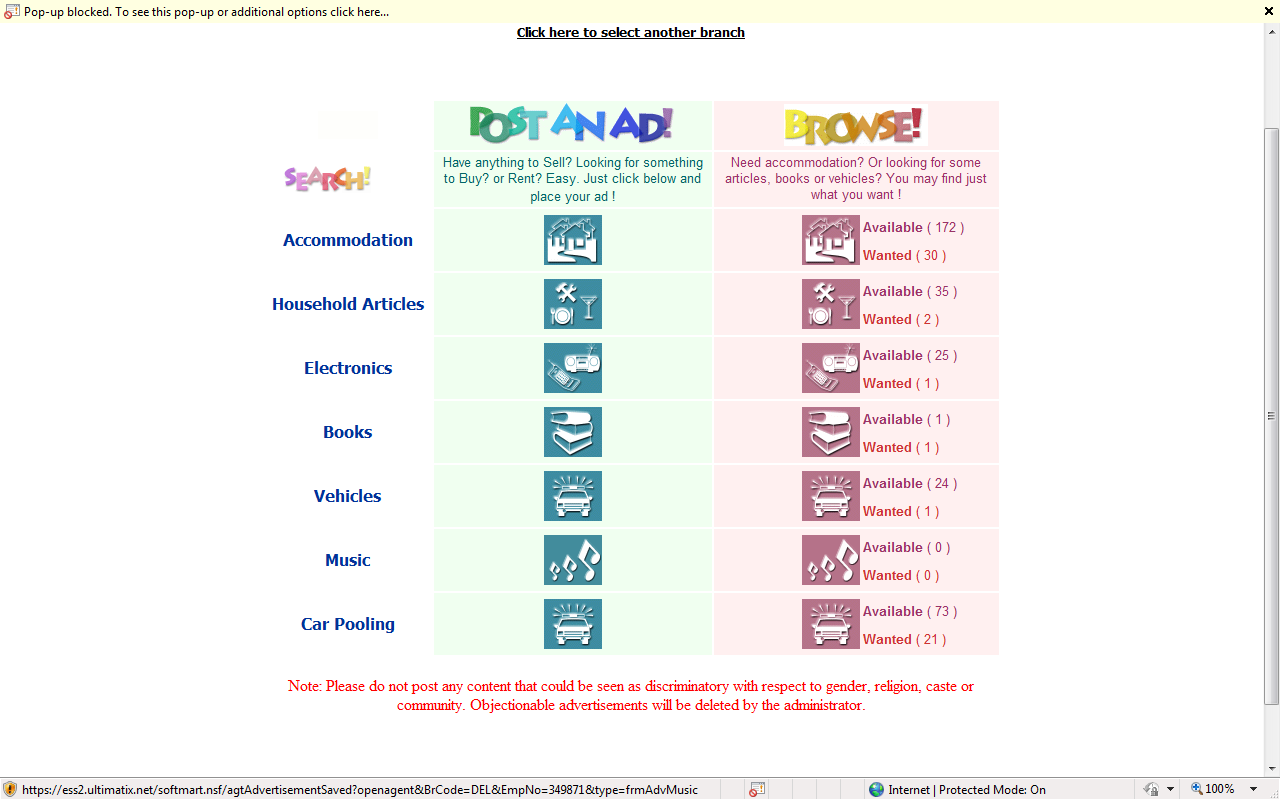 Pop-up blocked. To see this pop-up or additional options click here...
Click here to select another branch
POST AN AD!
BROWSE!
SEARCH!
Have anything to Sell? Looking for something
to Buy? or Rent? Easy. Just click below and
place your ad !
Need accommodation? Or looking for some
articles, books or vehicles? You may find just
what you want !
Accommodation
Available ( 172 )
Wanted ( 30 )
Household Articles
Available ( 35 )
Wanted ( 2 )
Electronics
Available ( 25 )
Wanted ( 1 )
Books
Available ( 1 )
Wanted ( 1 )
Vehicles
Available ( 24 )
Wanted ( 1 )
Music
Available ( 0 )
Wanted ( 0 )
Car Pooling
Available ( 73 )
Wanted ( 21 )
Note: Please do not post any content that could be seen as discriminatory with respect to gender, religion, caste or
community. Objectionable advertisements will be deleted by the administrator.
https://ess2.ultimatix.net/softmart.nsf/agtAdvertisementSaved?openagent&BrCode=DEL&EmpNo=349871&type=frmAdvMusic
Internet | Protected Mode: On
100%